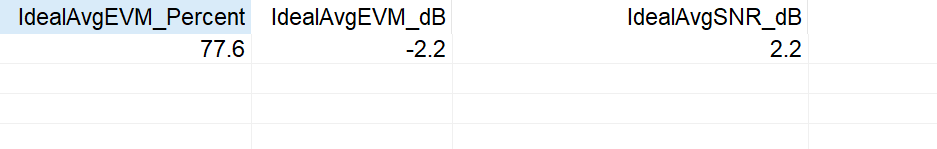 IdealAvgEVM_Percent IdealAvgEVM_dB IdealAvgSNR_dB
77.6 -2.2 2.2